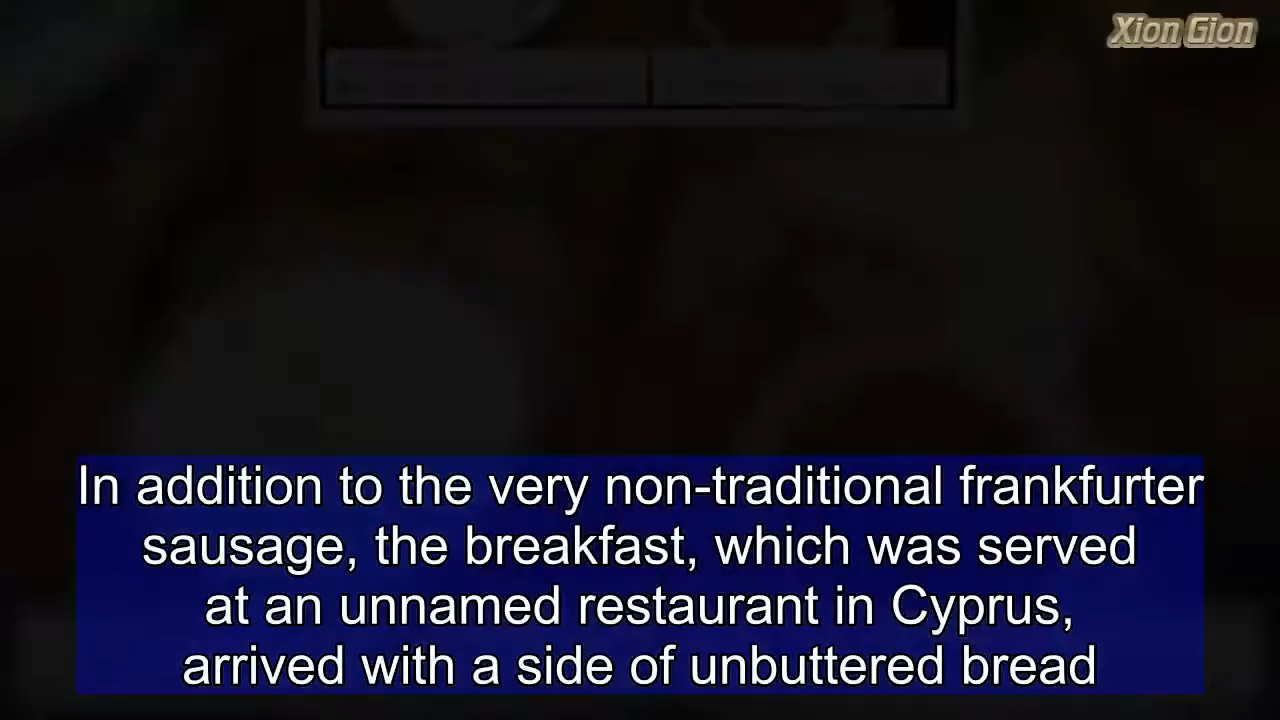 Xion Gion
In addition to the very non-traditional frankfurter
sausage, the breakfast, which was served
at an unnamed restaurant in Cyprus,
arrived with a side of unbuttered bread